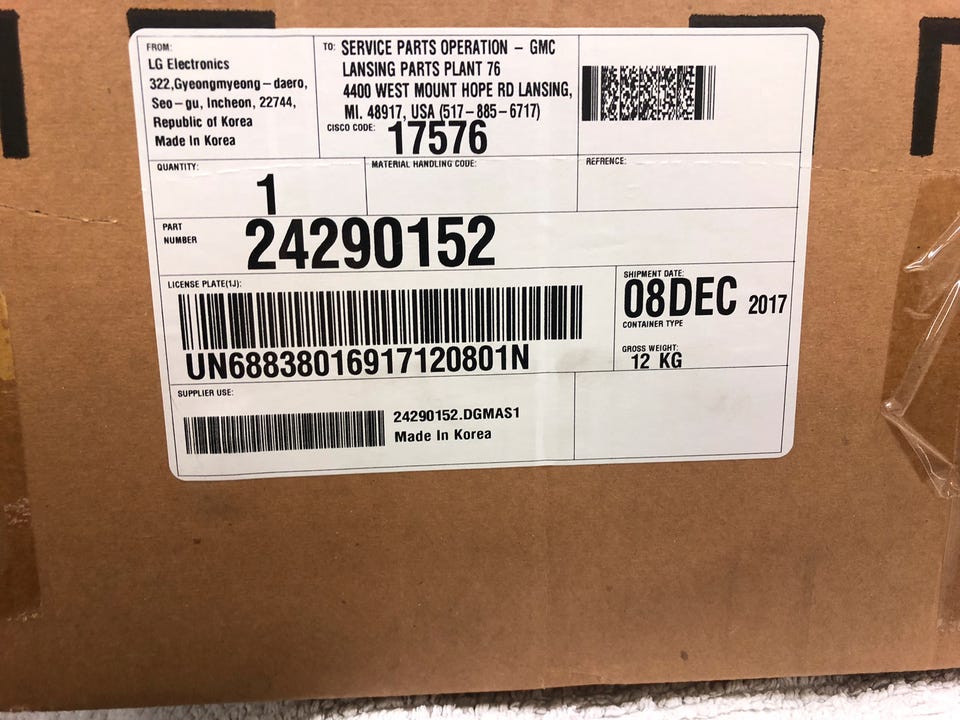 FROM:
LG Electronics
322,Gyeongmyeong-daero,
Seo-gu, Incheon, 22744,
Republic of Korea
Made In Korea
TO: SERVICE PARTS OPERATION - GMC
LANSING PARTS PLANT 76
4400 WEST MOUNT HOPE RD LANSING,
MI. 48917, USA (517-885-6717)
CISCO CODE: 17576
QUANTITY:
1
MATERIAL HANDLING CODE:
REFRENCE:
PART
NUMBER
24290152
LICENSE PLATE(1J):
UN68838016917120801N
SHIPMENT DATE:
08DEC 2017
CONTAINER TYPE
GROSS WEIGHT:
12 KG
SUPPLIER USE:
24290152.DGMAS1
Made In Korea